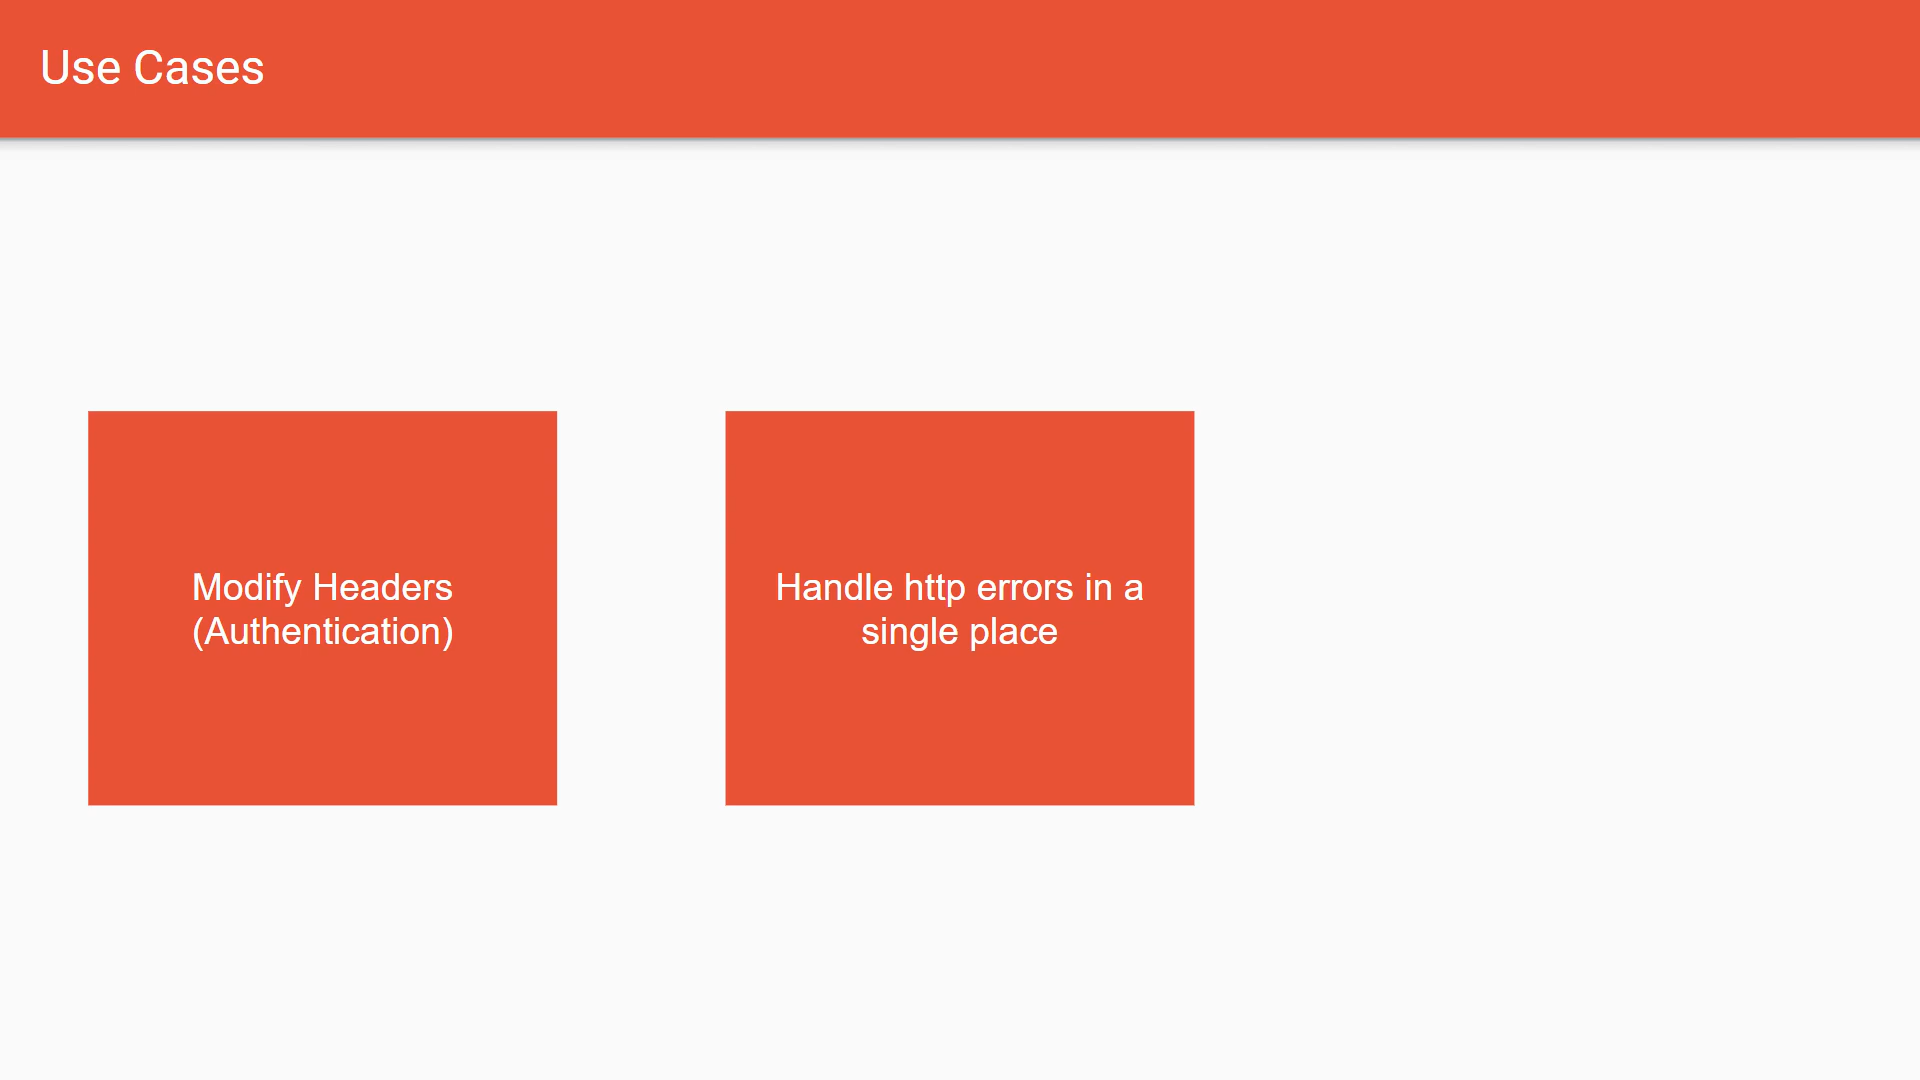 Use Cases
Modify Headers
(Authentication)
Handle http errors in a
single place